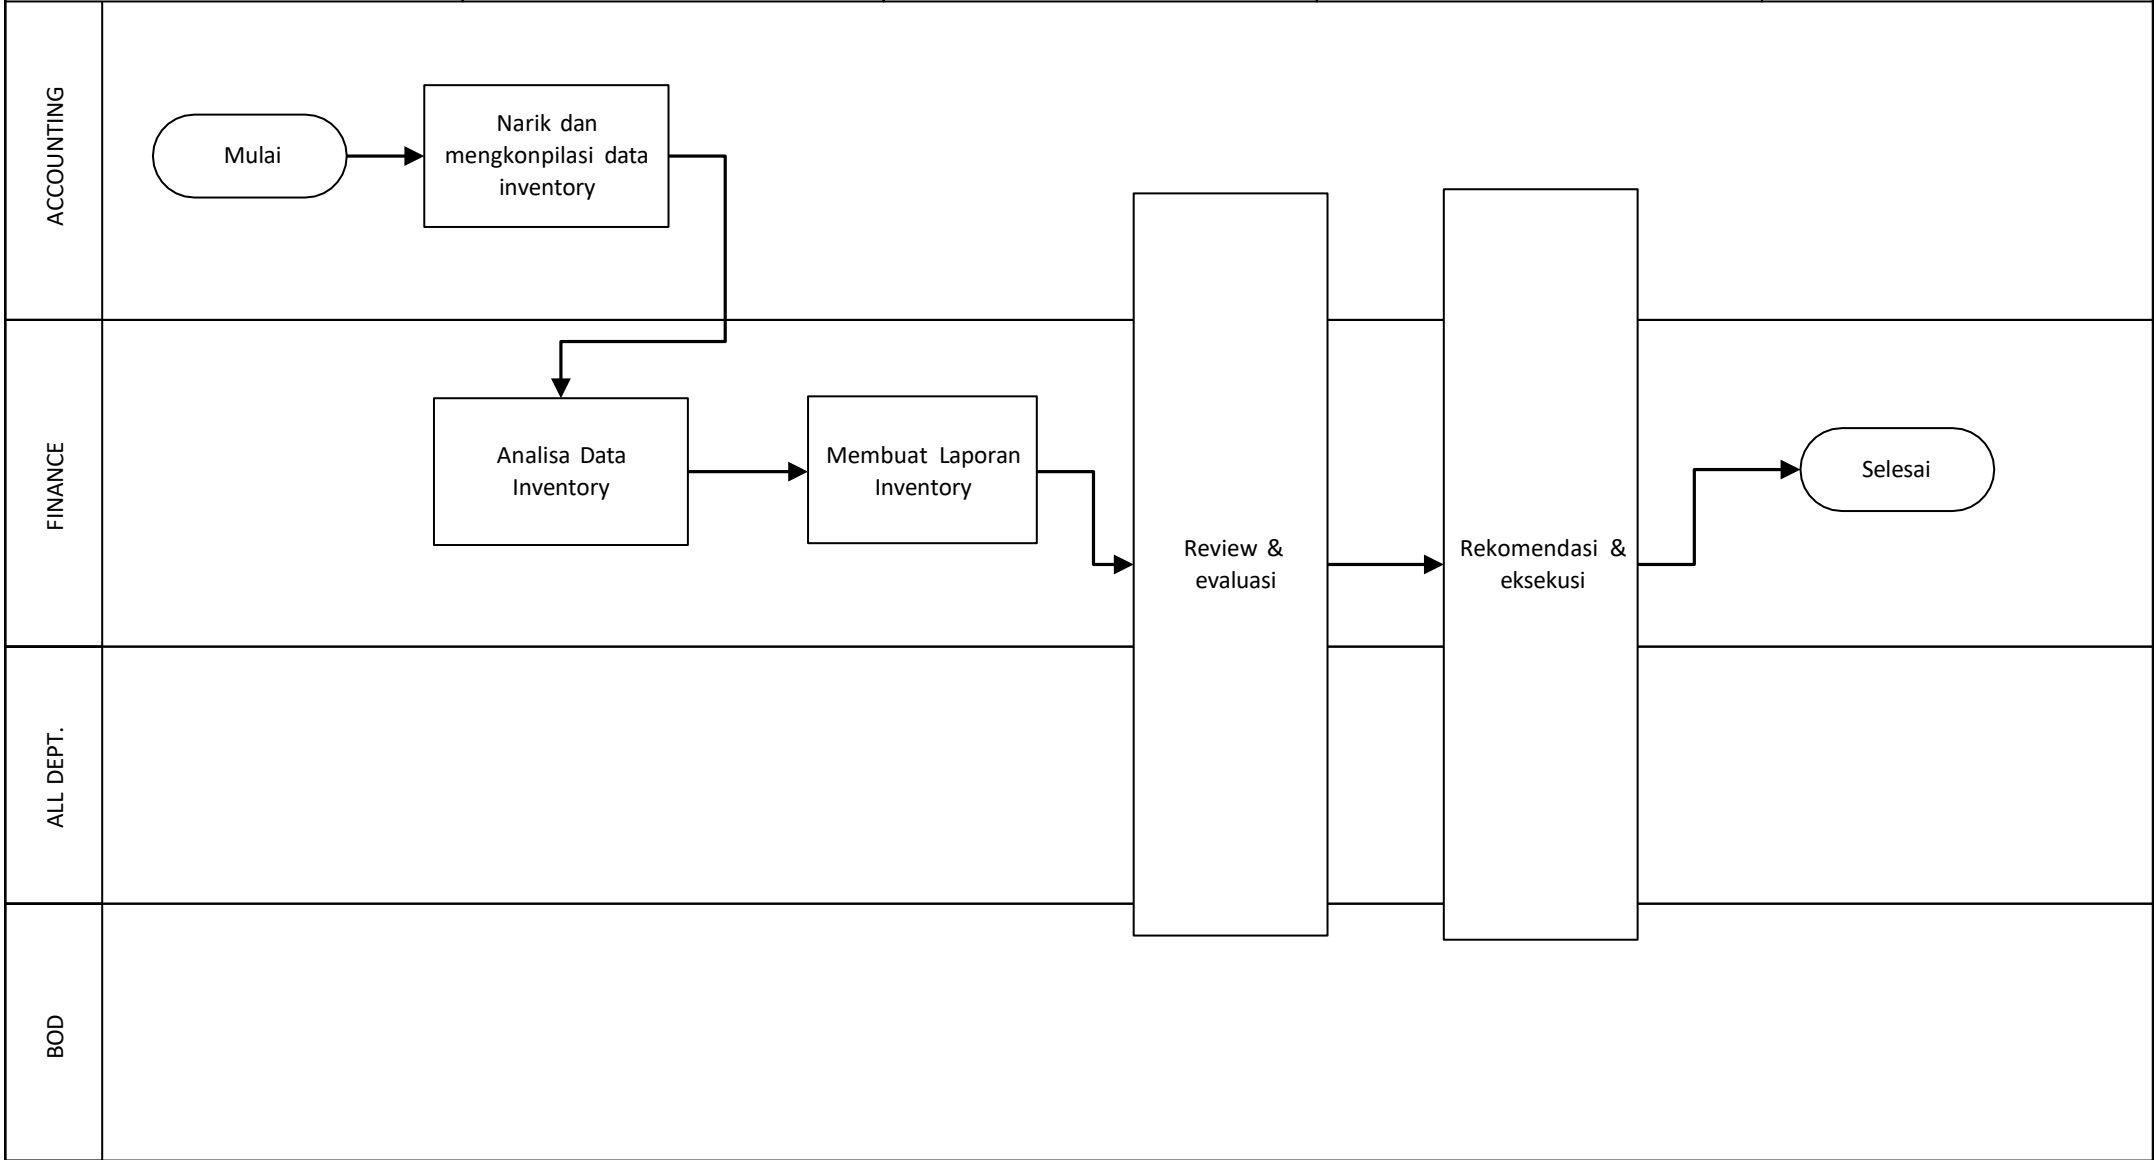 ACCOUNTING
Mulai
Narik dan
mengkonpilasi data
inventory
FINANCE
Analisa Data
Inventory
Membuat Laporan
Inventory
Review &
evaluasi
Rekomendasi &
eksekusi
Selesai
ALL DEPT.
BOD